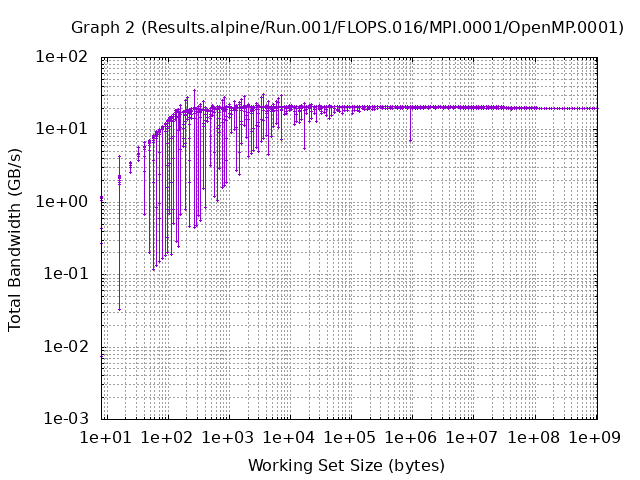 Graph 2 (Results.alpine/Run.001/FLOPS.016/MPI.0001/OpenMP.0001)
1e+02
1e+01
1e+00
1e-01
1e-02
1e-03
Total Bandwidth (GB/s)
1e+01 1e+02 1e+03 1e+04 1e+05 1e+06 1e+07 1e+08 1e+09
Working Set Size (bytes)